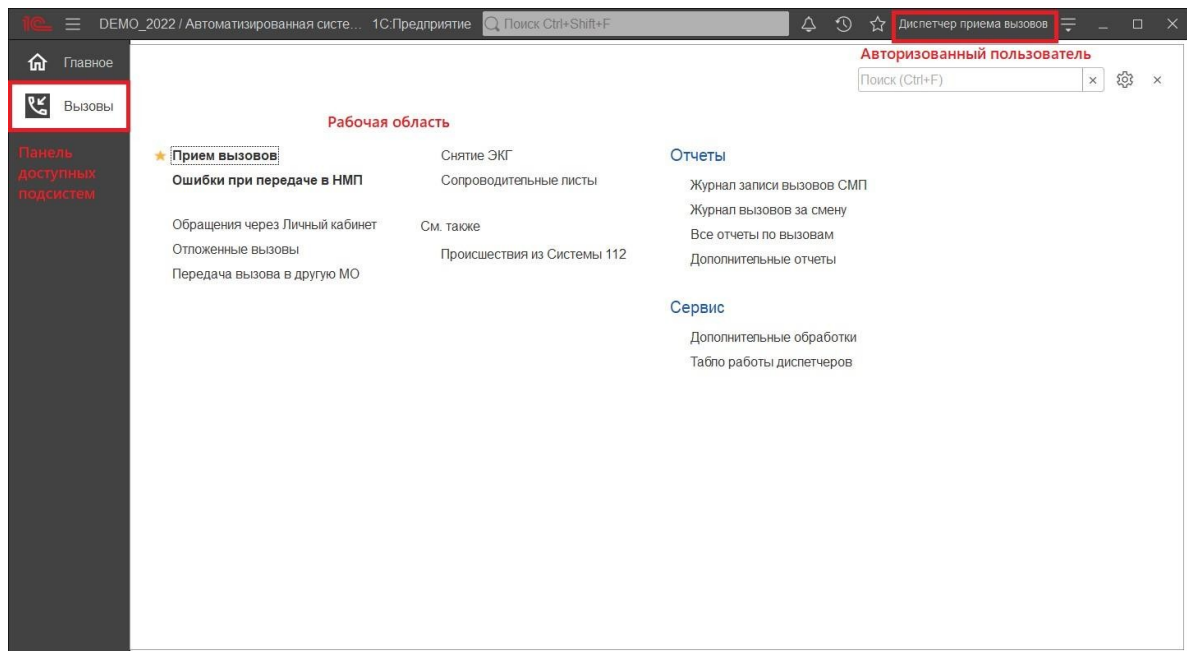 1С DEMO_2022 / Автоматизированная систе... 1С:Предприятие Поиск Ctrl+Shift+F Диспетчер приема вызовов
Авторизованный пользователь
Главное
Поиск (Ctrl+F)
Вызовы
Рабочая область
Панель
доступных
подсистем
Прием вызовов
Ошибки при передаче в НМП
Обращения через Личный кабинет
Отложенные вызовы
Передача вызова в другую МО
Снятие ЭКГ
Сопроводительные листы
См. также
Происшествия из Системы 112
Отчеты
Журнал записи вызовов СМП
Журнал вызовов за смену
Все отчеты по вызовам
Дополнительные отчеты
Сервис
Дополнительные обработки
Табло работы диспетчеров